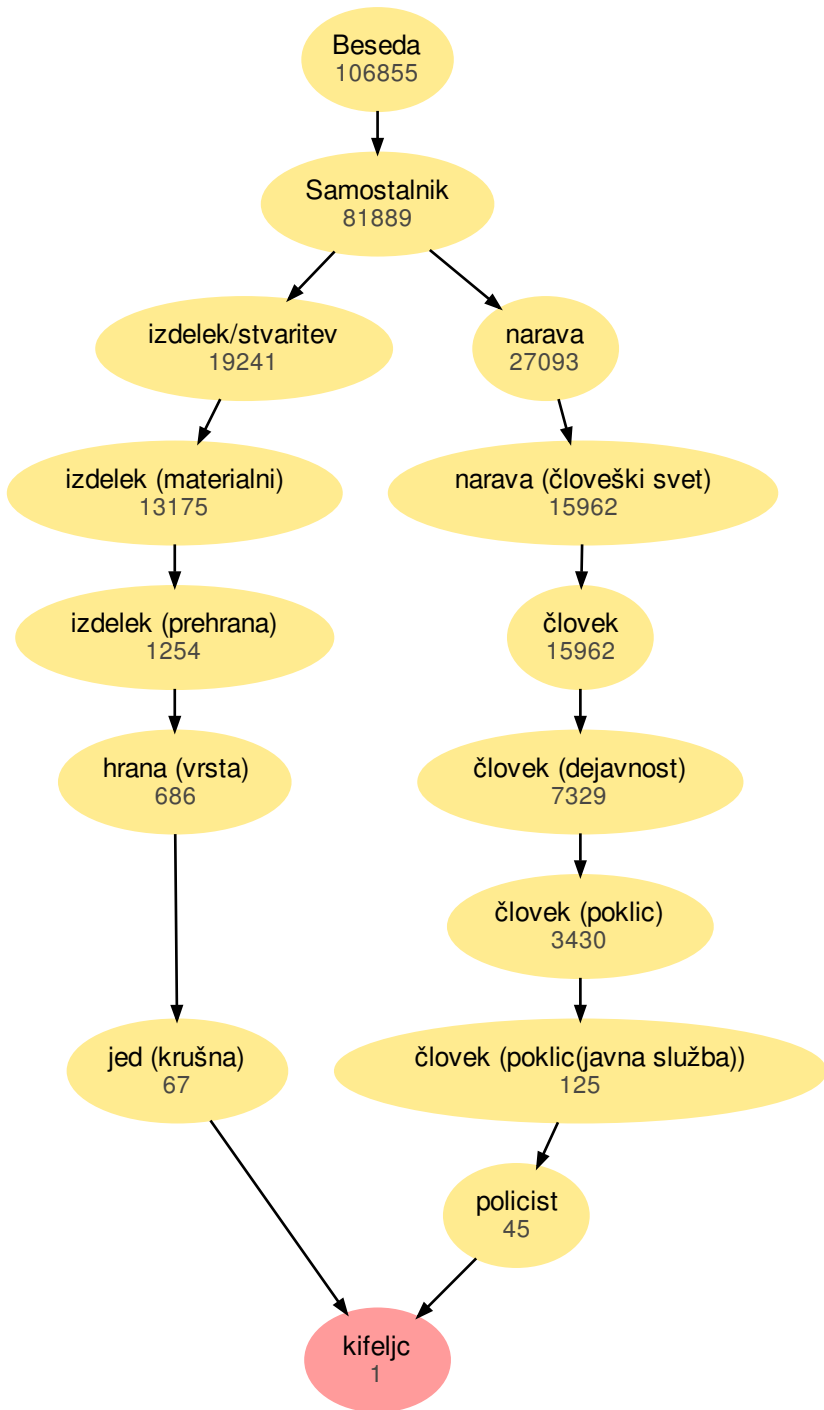 Beseda
106855
Samostalnik
81889
izdelek/stvaritev
19241
narava
27093
izdelek (materialni)
13175
narava (človeški svet)
15962
izdelek (prehrana)
1254
človek
15962
hrana (vrsta)
686
človek (dejavnost)
7329
človek (poklic)
3430
jed (krušna)
67
človek (poklic(javna služba))
125
policist
45
kifeljc
1